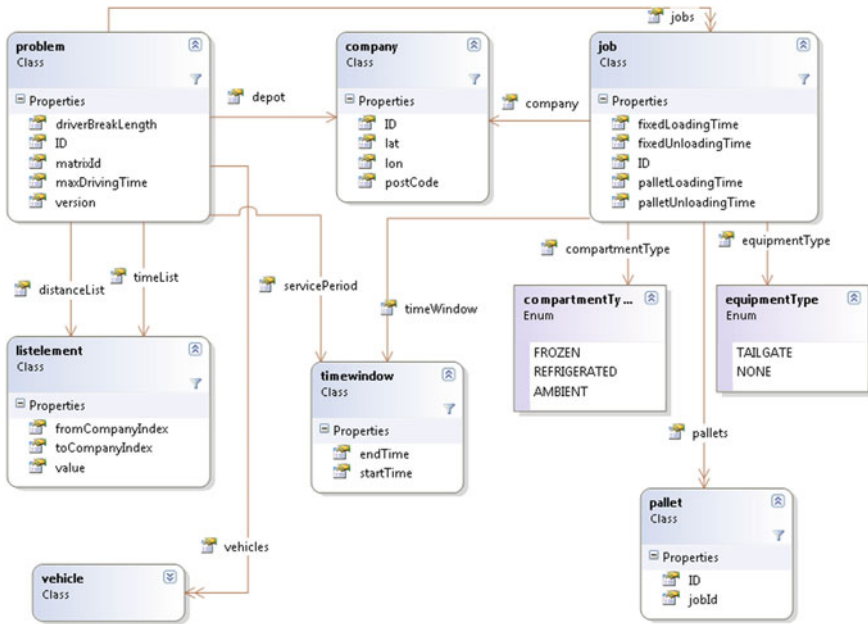 jobs
problem
Class
Properties
driverBreakLength
ID
matrixId
maxDrivingTime
version
depot
company
Class
Properties
ID
lat
lon
postCode
company
job
Class
Properties
fixedLoadingTime
fixedUnloadingTime
ID
palletLoadingTime
palletUnloadingTime
distanceList
timeList
servicePeriod
timeWindow
compartmentType
equipmentType
listelement
Class
Properties
fromCompanyIndex
toCompanyIndex
value
timewindow
Class
Properties
endTime
startTime
compartmentTy...
Enum
FROZEN
REFRIGERATED
AMBIENT
equipmentType
Enum
TAILGATE
NONE
pallets
vehicles
vehicle
Class
pallet
Class
Properties
ID
jobId